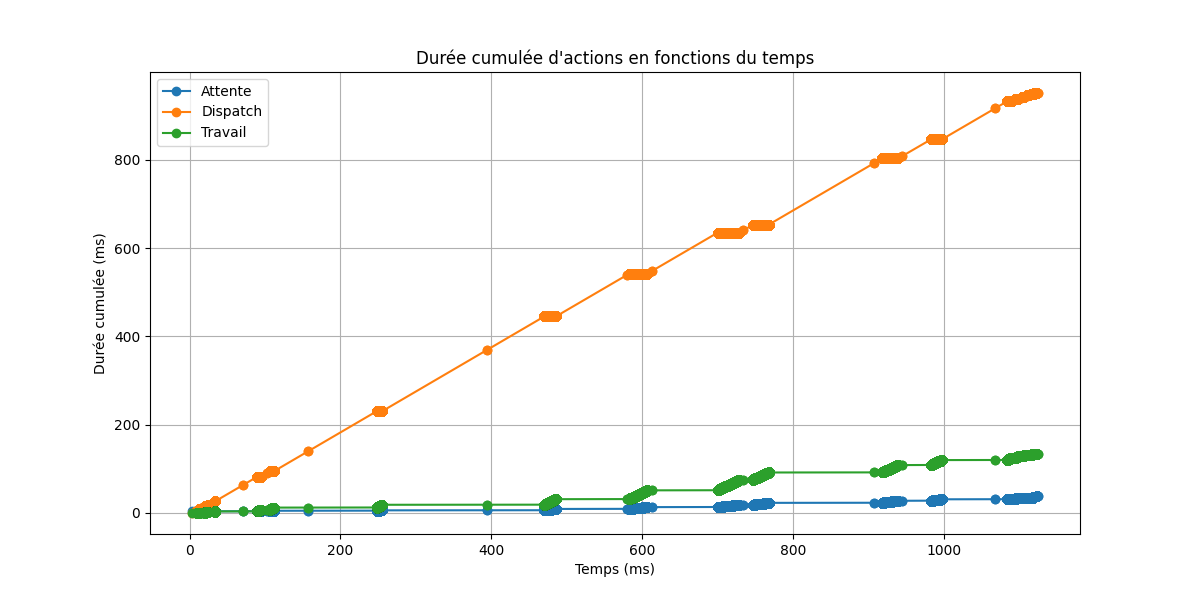 Durée cumulée d'actions en fonctions du temps
Attente
Dispatch
Travail
Durée cumulée (ms)
800
600
400
200
0
0 200 400 600 800 1000
Temps (ms)